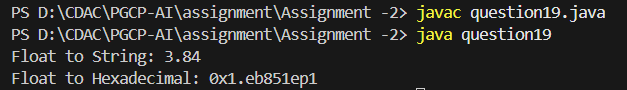 PS D:\CDAC\PGCP-AI\assignment\Assignment -2> javac question19.java
PS D:\CDAC\PGCP-AI\assignment\Assignment -2> java question19
Float to String: 3.84
Float to Hexadecimal: 0x1.eb851ep1